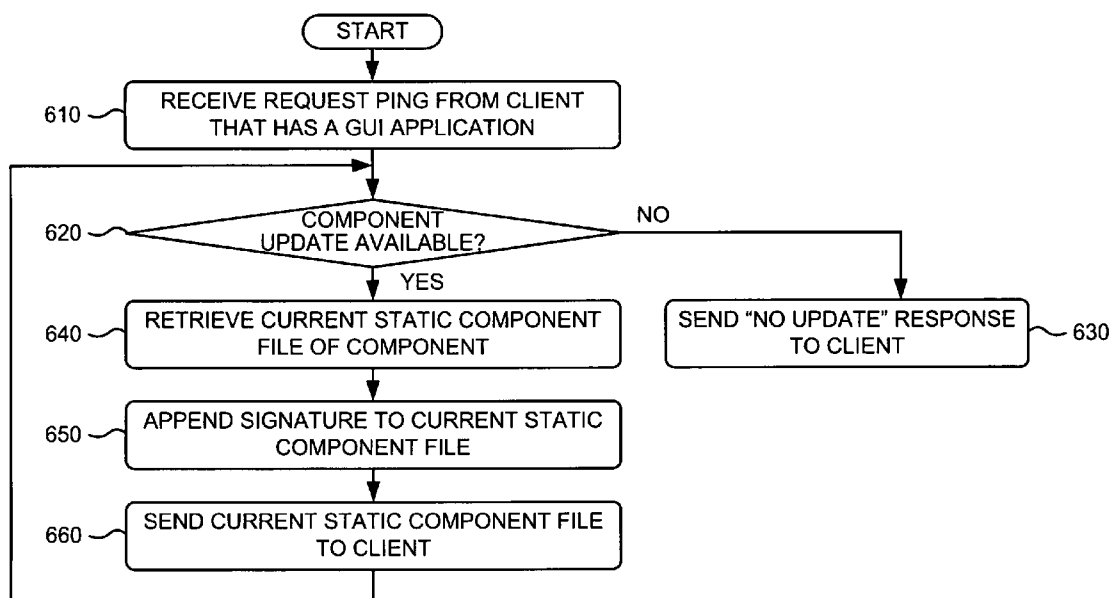 START
610
RECEIVE REQUEST PING FROM CLIENT
THAT HAS A GUI APPLICATION
620
COMPONENT
UPDATE AVAILABLE?
NO
YES
640
RETRIEVE CURRENT STATIC COMPONENT
FILE OF COMPONENT
SEND “NO UPDATE” RESPONSE
TO CLIENT
630
650
APPEND SIGNATURE TO CURRENT STATIC
COMPONENT FILE
660
SEND CURRENT STATIC COMPONENT FILE
TO CLIENT